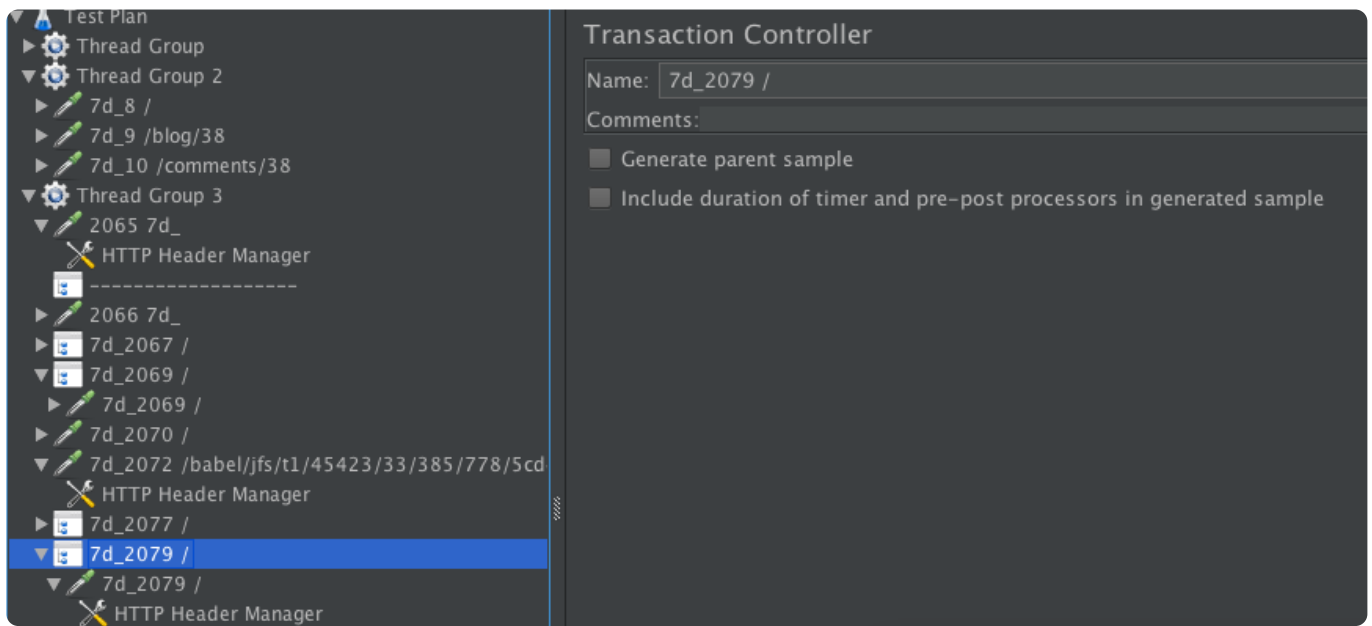 Test Plan
Thread Group
Thread Group 2
7d_8 /
7d_9 /blog/38
7d_10 /comments/38
Thread Group 3
2065 7d_
HTTP Header Manager
-------------------
2066 7d_
7d_2067 /
7d_2069 /
7d_2069 /
7d_2070 /
7d_2072 /babel/jfs/t1/45423/33/385/778/5cd
HTTP Header Manager
7d_2077 /
7d_2079 /
7d_2079 /
HTTP Header Manager
Transaction Controller
Name: 7d_2079 /
Comments:
Generate parent sample
Include duration of timer and pre-post processors in generated sample